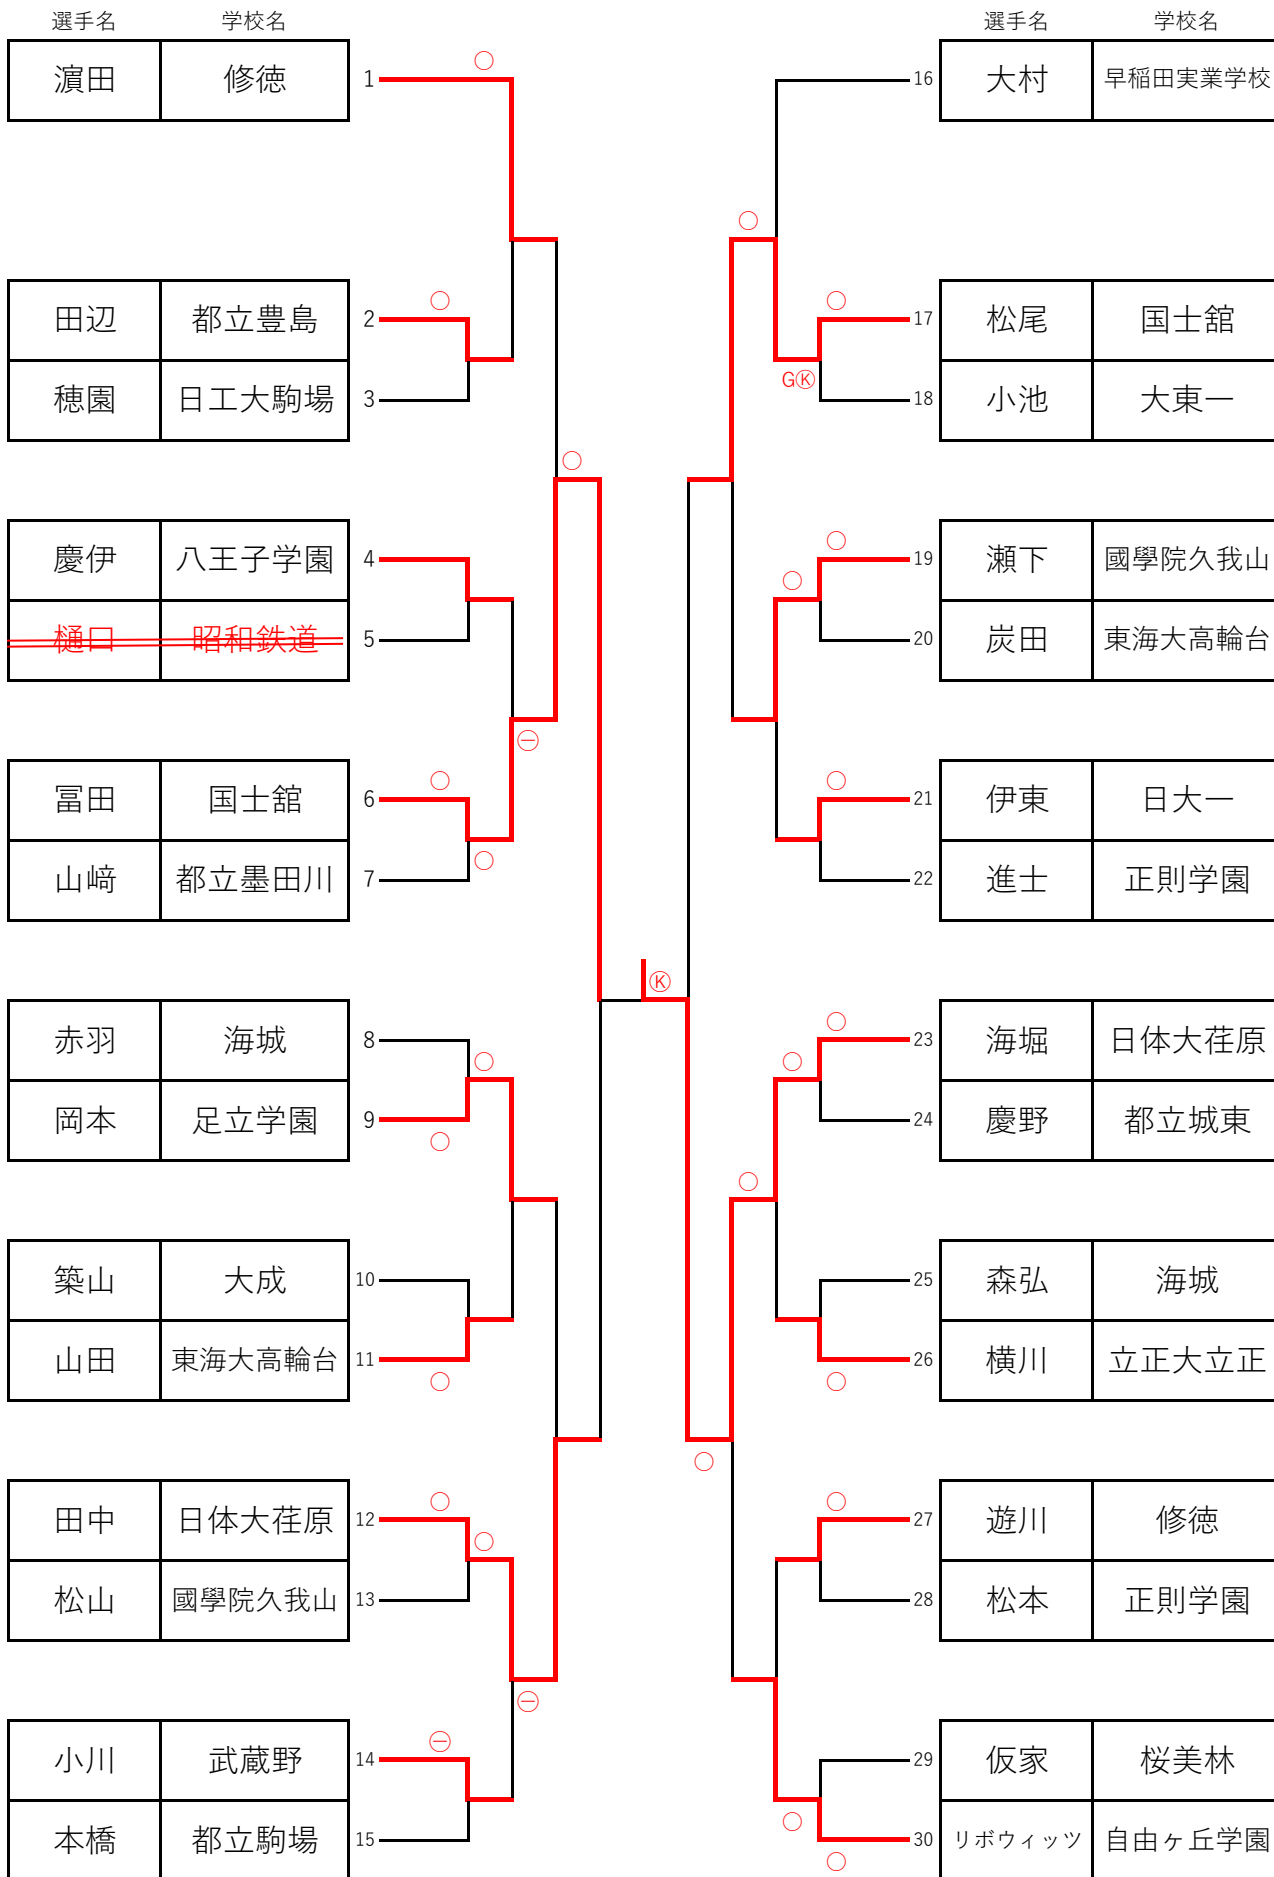 選手名 学校名
濵田 修徳 1
田辺 都立豊島 2
穂園 日工大駒場 3
慶伊 八王子学園 4
樋口 昭和鉄道 5
冨田 国士舘 6
山﨑 都立墨田川 7
赤羽 海城 8
岡本 足立学園 9
築山 大成 10
山田 東海大高輪台 11
田中 日体大荏原 12
松山 國學院久我山 13
小川 武蔵野 14
本橋 都立駒場 15
Ⓚ
選手名 学校名
16 大村 早稲田実業学校
17 松尾 国士舘
GⓀ
18 小池 大東一
19 瀬下 國學院久我山
20 炭田 東海大高輪台
21 伊東 日大一
22 進士 正則学園
23 海堀 日体大荏原
24 慶野 都立城東
25 森弘 海城
26 横川 立正大立正
27 遊川 修徳
28 松本 正則学園
29 仮家 桜美林
30 リボウィッツ 自由ヶ丘学園